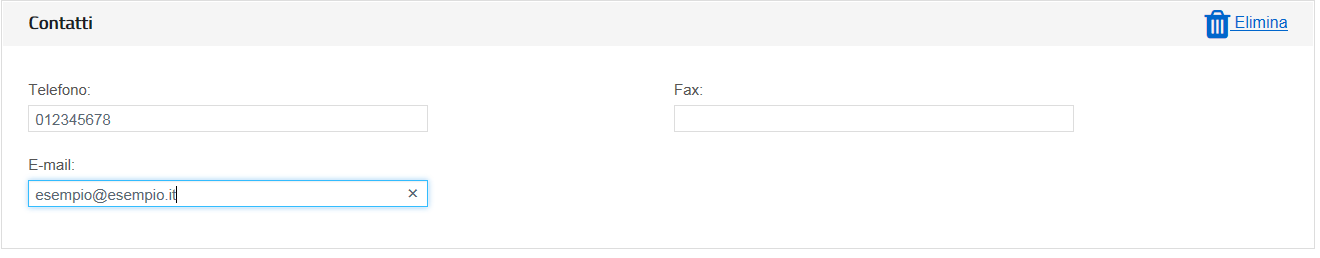 Contatti
Elimina
Telefono:
Fax:
012345678
E-mail:
esempio@esempio.it